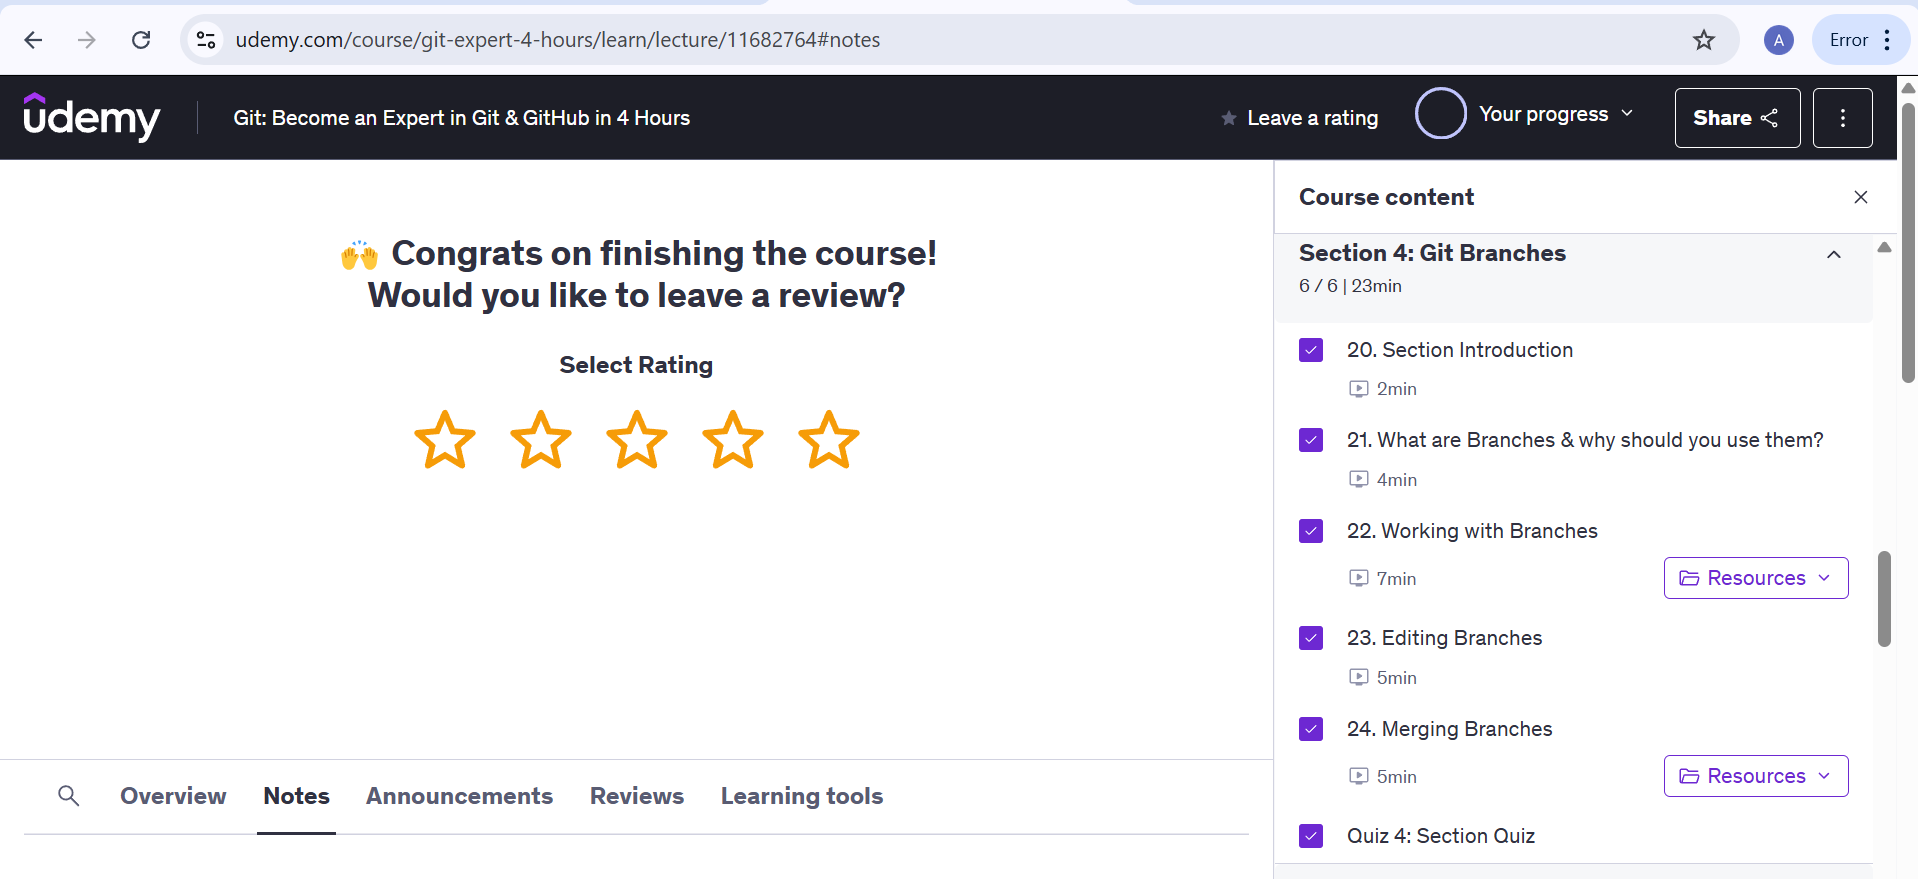 udemy.com/course/git-expert-4-hours/learn/lecture/11682764#notes
A
Error
udemy
Git: Become an Expert in Git & GitHub in 4 Hours
Leave a rating
Your progress
Share
🙌 Congrats on finishing the course!
Would you like to leave a review?
Select Rating
Overview
Notes
Announcements
Reviews
Learning tools
Course content
Section 4: Git Branches
6 / 6 | 23min
20. Section Introduction
2min
21. What are Branches & why should you use them?
4min
22. Working with Branches
7min
Resources
23. Editing Branches
5min
24. Merging Branches
5min
Resources
Quiz 4: Section Quiz